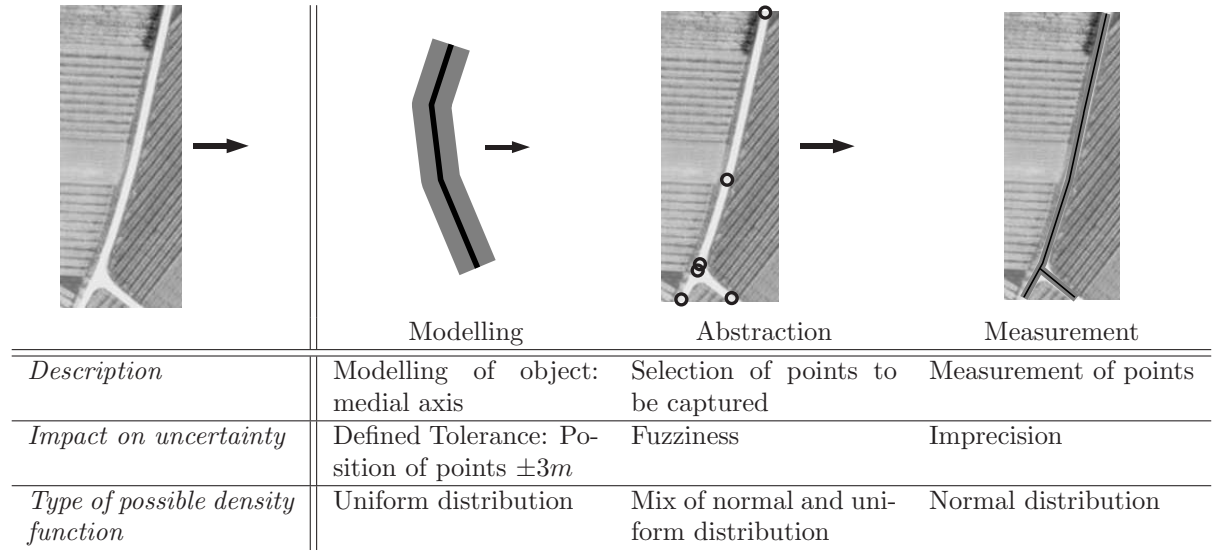 Modelling Abstraction Measurement
Description Modelling of object: Selection of points to Measurement of points
medial axis be captured
Impact on uncertainty Defined Tolerance: Po- Fuzziness Imprecision
sition of points ±3m
Type of possible density Uniform distribution Mix of normal and uni- Normal distribution
function form distribution